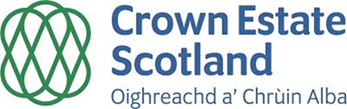 Crown Estate
Scotland
Oighreachd a' Chrùin Alba